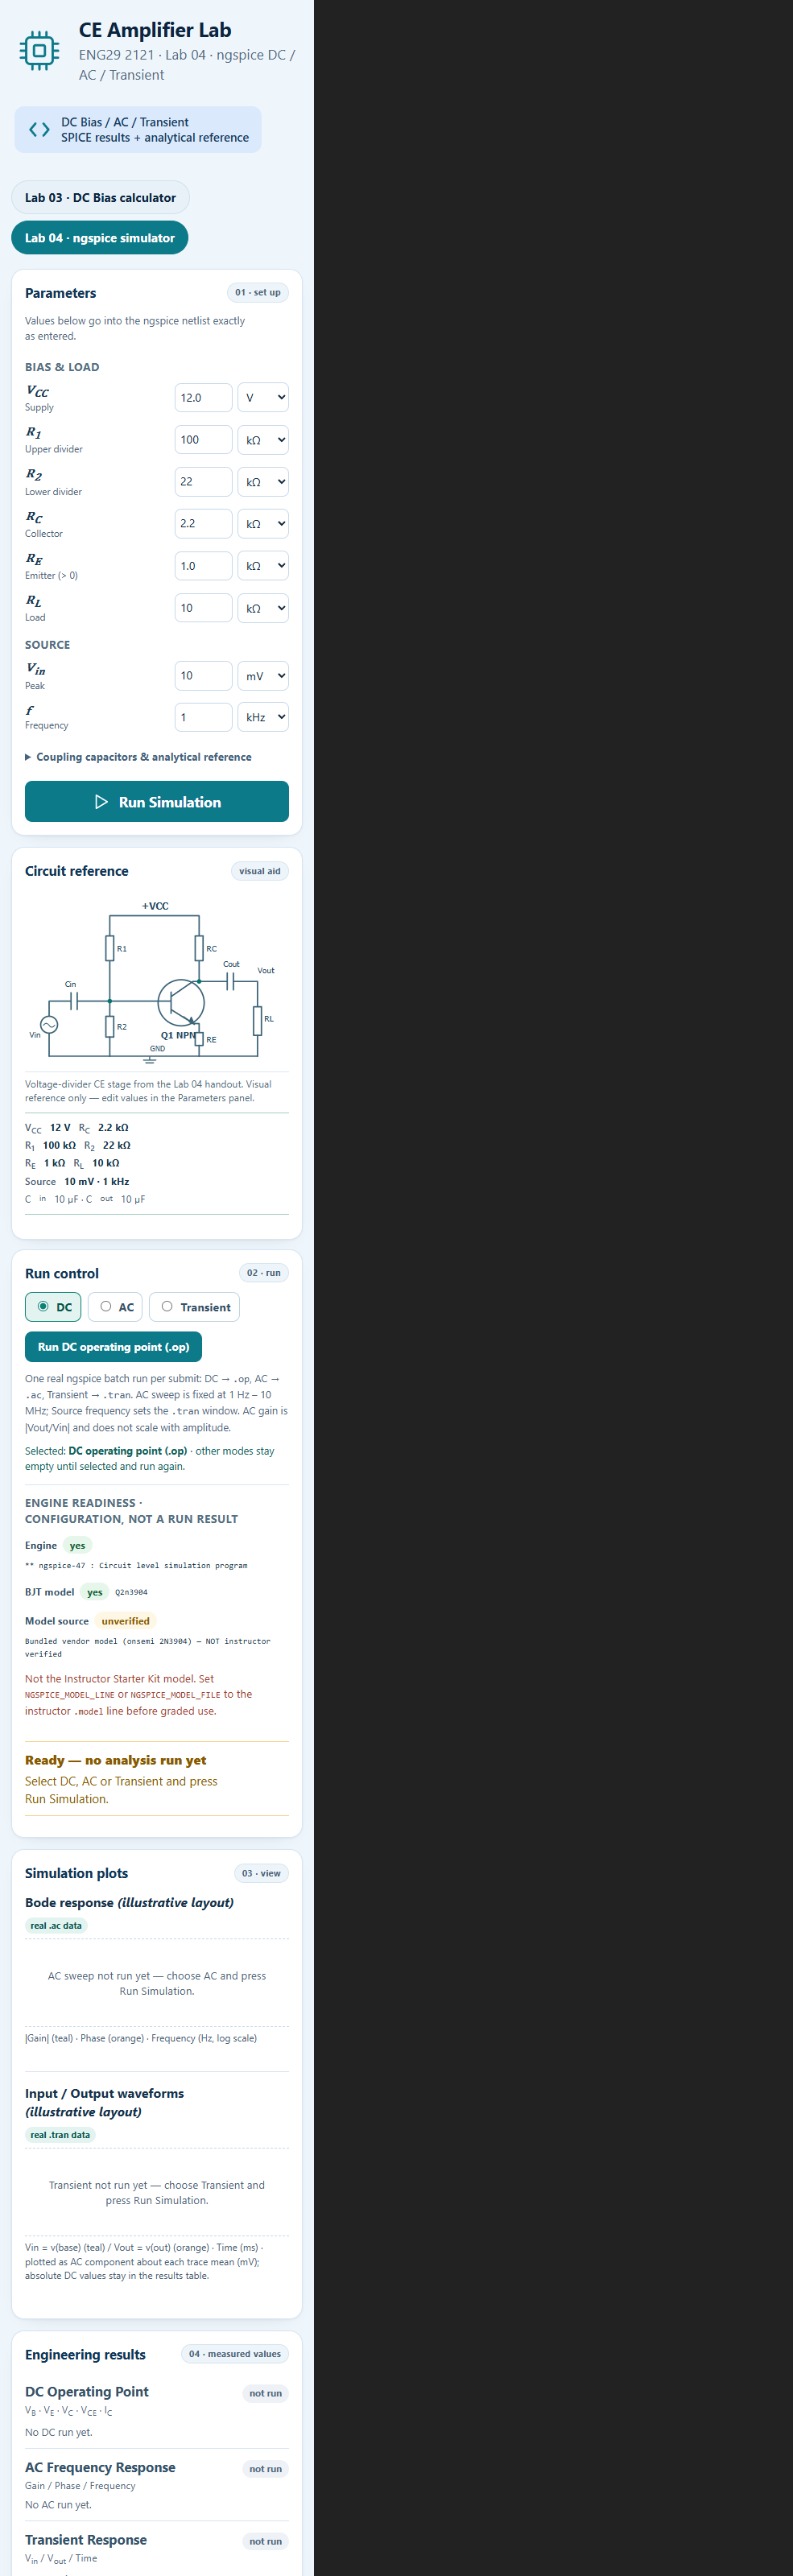 CE Amplifier Lab
ENG29 2121 · Lab 04 · ngspice DC /
AC / Transient
DC Bias / AC / Transient
SPICE results + analytical reference
Lab 03 · DC Bias calculator
Lab 04 · ngspice simulator
Parameters
01 · set up
Values below go into the ngspice netlist exactly
as entered.
BIAS & LOAD
VCC
Supply
12.0
V
R1
Upper divider
100
kΩ
R2
Lower divider
22
kΩ
RC
Collector
2.2
kΩ
RE
Emitter (> 0)
1.0
kΩ
RL
Load
10
kΩ
SOURCE
Vin
Peak
10
mV
f
Frequency
1
kHz
Coupling capacitors & analytical reference
Run Simulation
Circuit reference
visual aid
+VCC
R1
RC
Cout
Vout
Cin
Vin
R2
Q1 NPN
RE
RL
GND
Voltage-divider CE stage from the Lab 04 handout. Visual
reference only — edit values in the Parameters panel.
VCC 12 V RC 2.2 kΩ
R1 100 kΩ R2 22 kΩ
RE 1 kΩ RL 10 kΩ
Source 10 mV · 1 kHz
C in 10 µF · C out 10 µF
Run control
02 · run
DC
AC
Transient
Run DC operating point (.op)
One real ngspice batch run per submit: DC → .op, AC →
.ac, Transient → .tran. AC sweep is fixed at 1 Hz – 10
MHz; Source frequency sets the .tran window. AC gain is
|Vout/Vin| and does not scale with amplitude.
Selected: DC operating point (.op) · other modes stay
empty until selected and run again.
ENGINE READINESS ·
CONFIGURATION, NOT A RUN RESULT
Engine yes
** ngspice-47 : Circuit level simulation program
BJT model yes Q2n3904
Model source unverified
Bundled vendor model (onsemi 2N3904) — NOT instructor
verified
Not the Instructor Starter Kit model. Set
NGSPICE_MODEL_LINE or NGSPICE_MODEL_FILE to the
instructor .model line before graded use.
Ready — no analysis run yet
Select DC, AC or Transient and press
Run Simulation.
Simulation plots
03 · view
Bode response (illustrative layout)
real .ac data
AC sweep not run yet — choose AC and press
Run Simulation.
|Gain| (teal) · Phase (orange) · Frequency (Hz, log scale)
Input / Output waveforms
(illustrative layout)
real .tran data
Transient not run yet — choose Transient and
press Run Simulation.
Vin = v(base) (teal) / Vout = v(out) (orange) · Time (ms) ·
plotted as AC component about each trace mean (mV);
absolute DC values stay in the results table.
Engineering results
04 · measured values
DC Operating Point
not run
VB · VE · VC · VCE · IC
No DC run yet.
AC Frequency Response
not run
Gain / Phase / Frequency
No AC run yet.
Transient Response
not run
Vin / Vout / Time